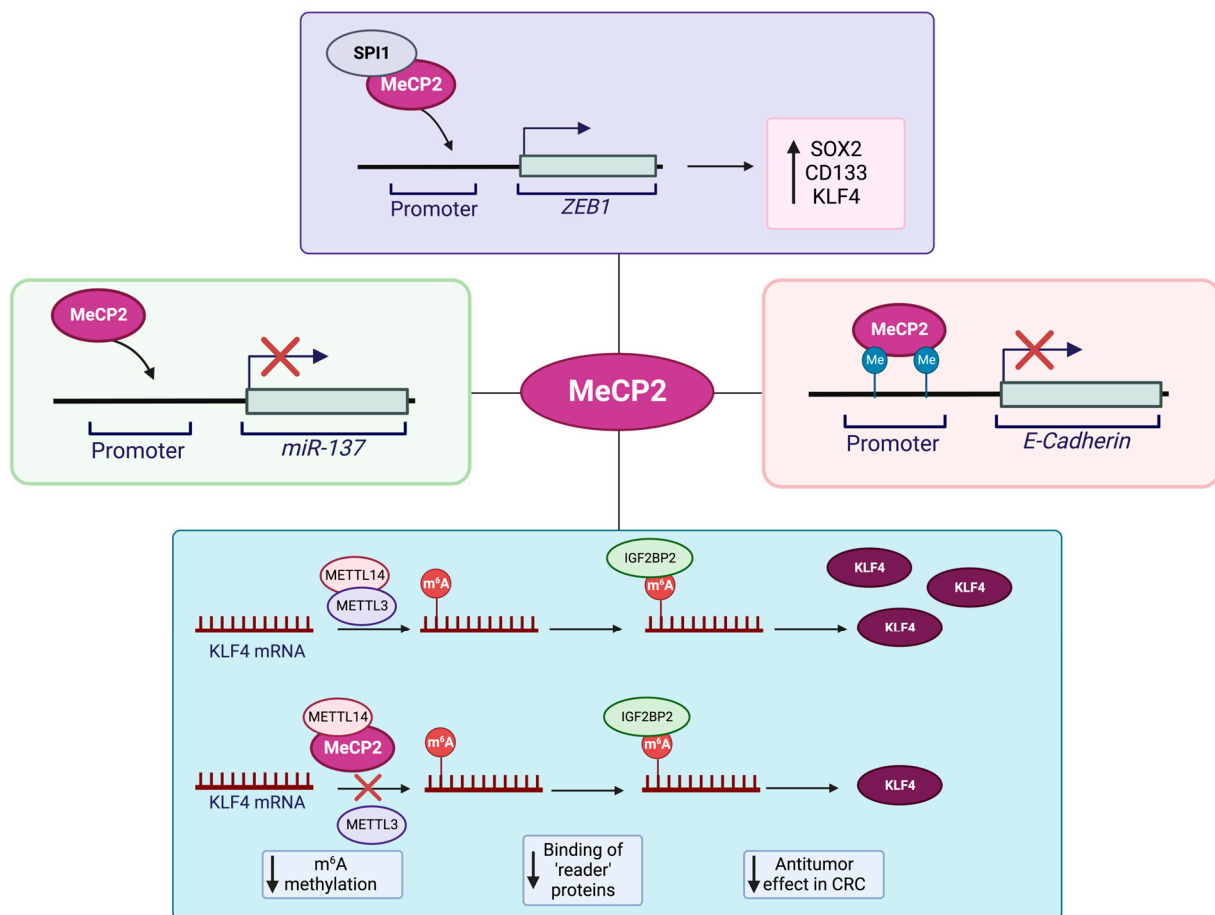 SPI1
MeCP2
Promoter
ZEB1
SOX2
CD133
KLF4
MeCP2
Promoter
miR-137
MeCP2
MeCP2
Me
Me
Promoter
E-Cadherin
METTL14
METTL3
KLF4 mRNA
m⁶A
IGF2BP2
m⁶A
KLF4
KLF4
KLF4
METTL14
MeCP2
METTL3
KLF4 mRNA
m⁶A
IGF2BP2
m⁶A
KLF4
m⁶A
methylation
Binding of
'reader'
proteins
Antitumor
effect in CRC